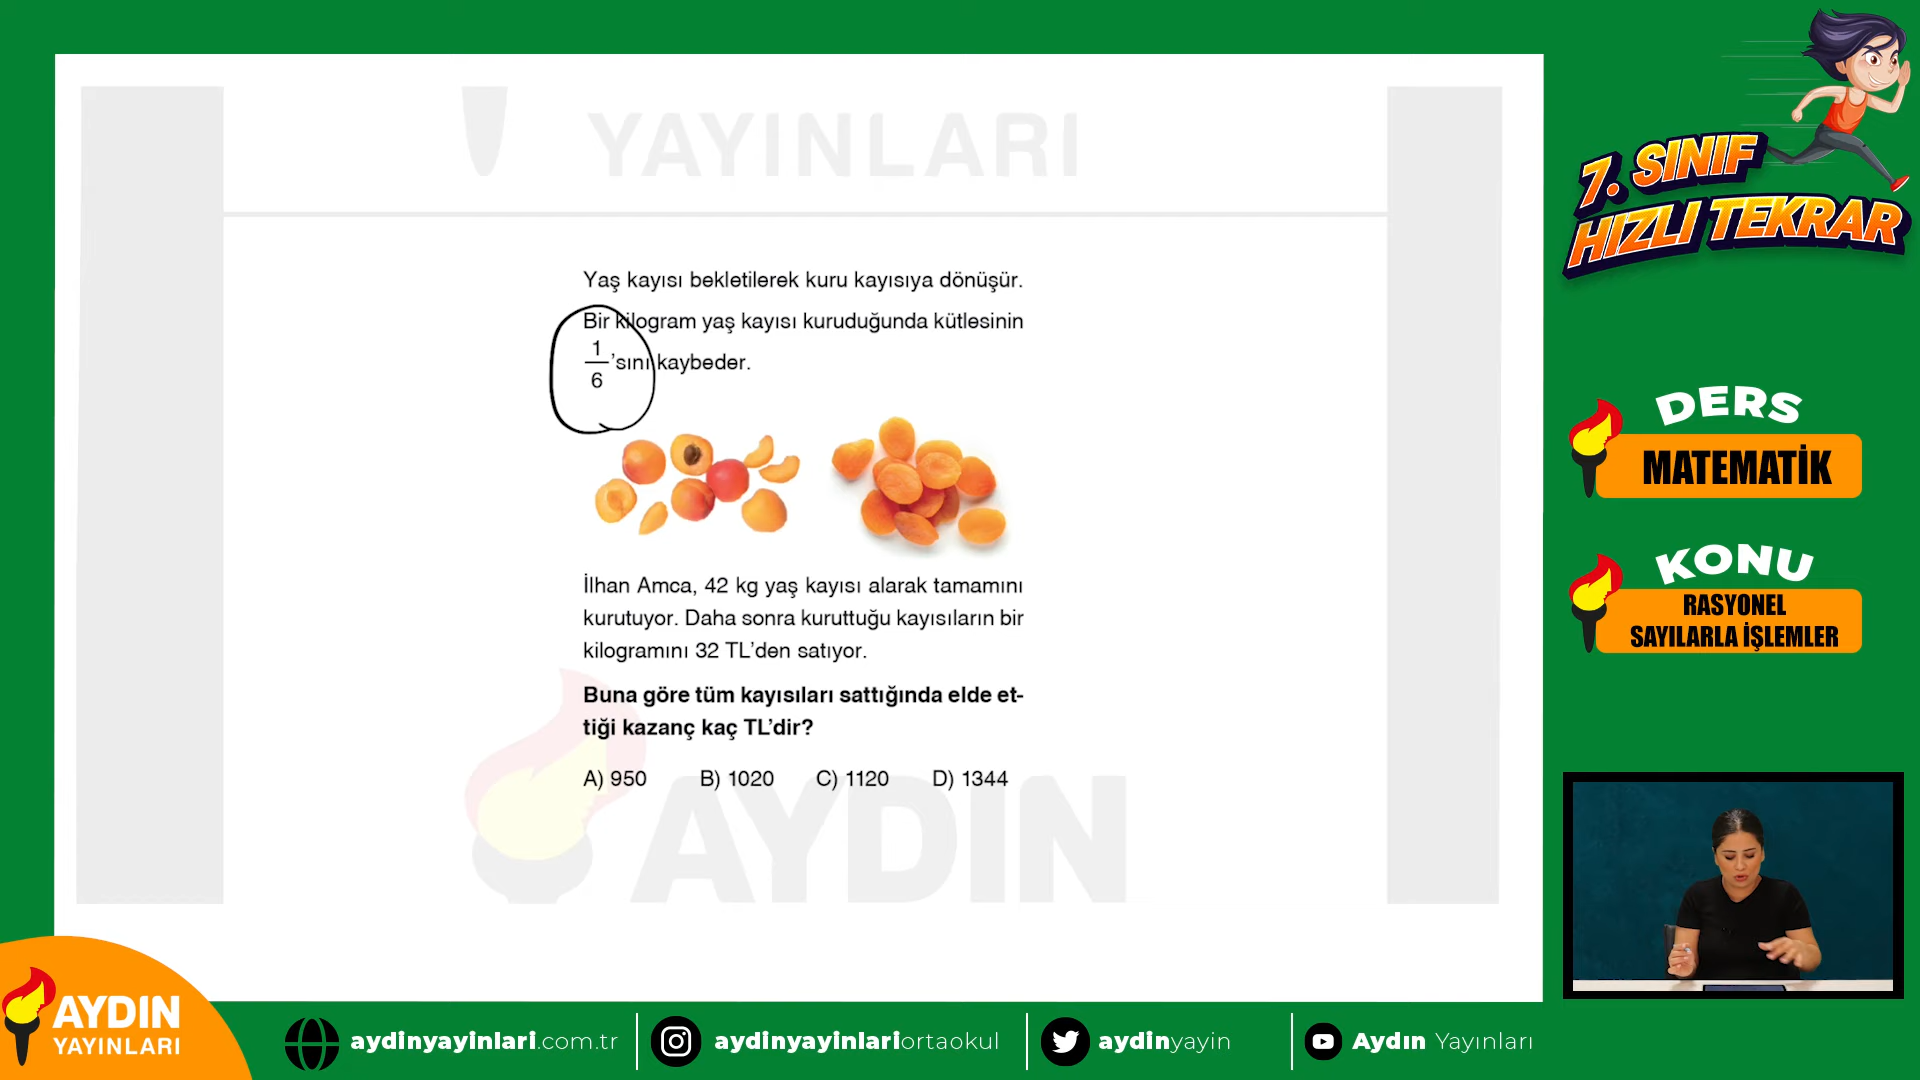 YAYINLARI
7. SINIF
HIZLI TEKRAR
Yaş kayısı bekletilerek kuru kayısıya dönüşür.
Bir kilogram yaş kayısı kuruduğunda kütlesinin
1/6 'sını kaybeder.
İlhan Amca, 42 kg yaş kayısı alarak tamamını
kurutuyor. Daha sonra kuruttuğu kayısıların bir
kilogramını 32 TL'den satıyor.
Buna göre tüm kayısıları sattığında elde et-
tiği kazanç kaç TL'dir?
A) 950 B) 1020 C) 1120 D) 1344
AYDIN
DERS
MATEMATİK
KONU
RASYONEL
SAYILARLA İŞLEMLER
AYDIN
YAYINLARI
aydinyayinlari.com.tr
aydinyayinlariortaokul
aydinyayin
Aydın Yayınları